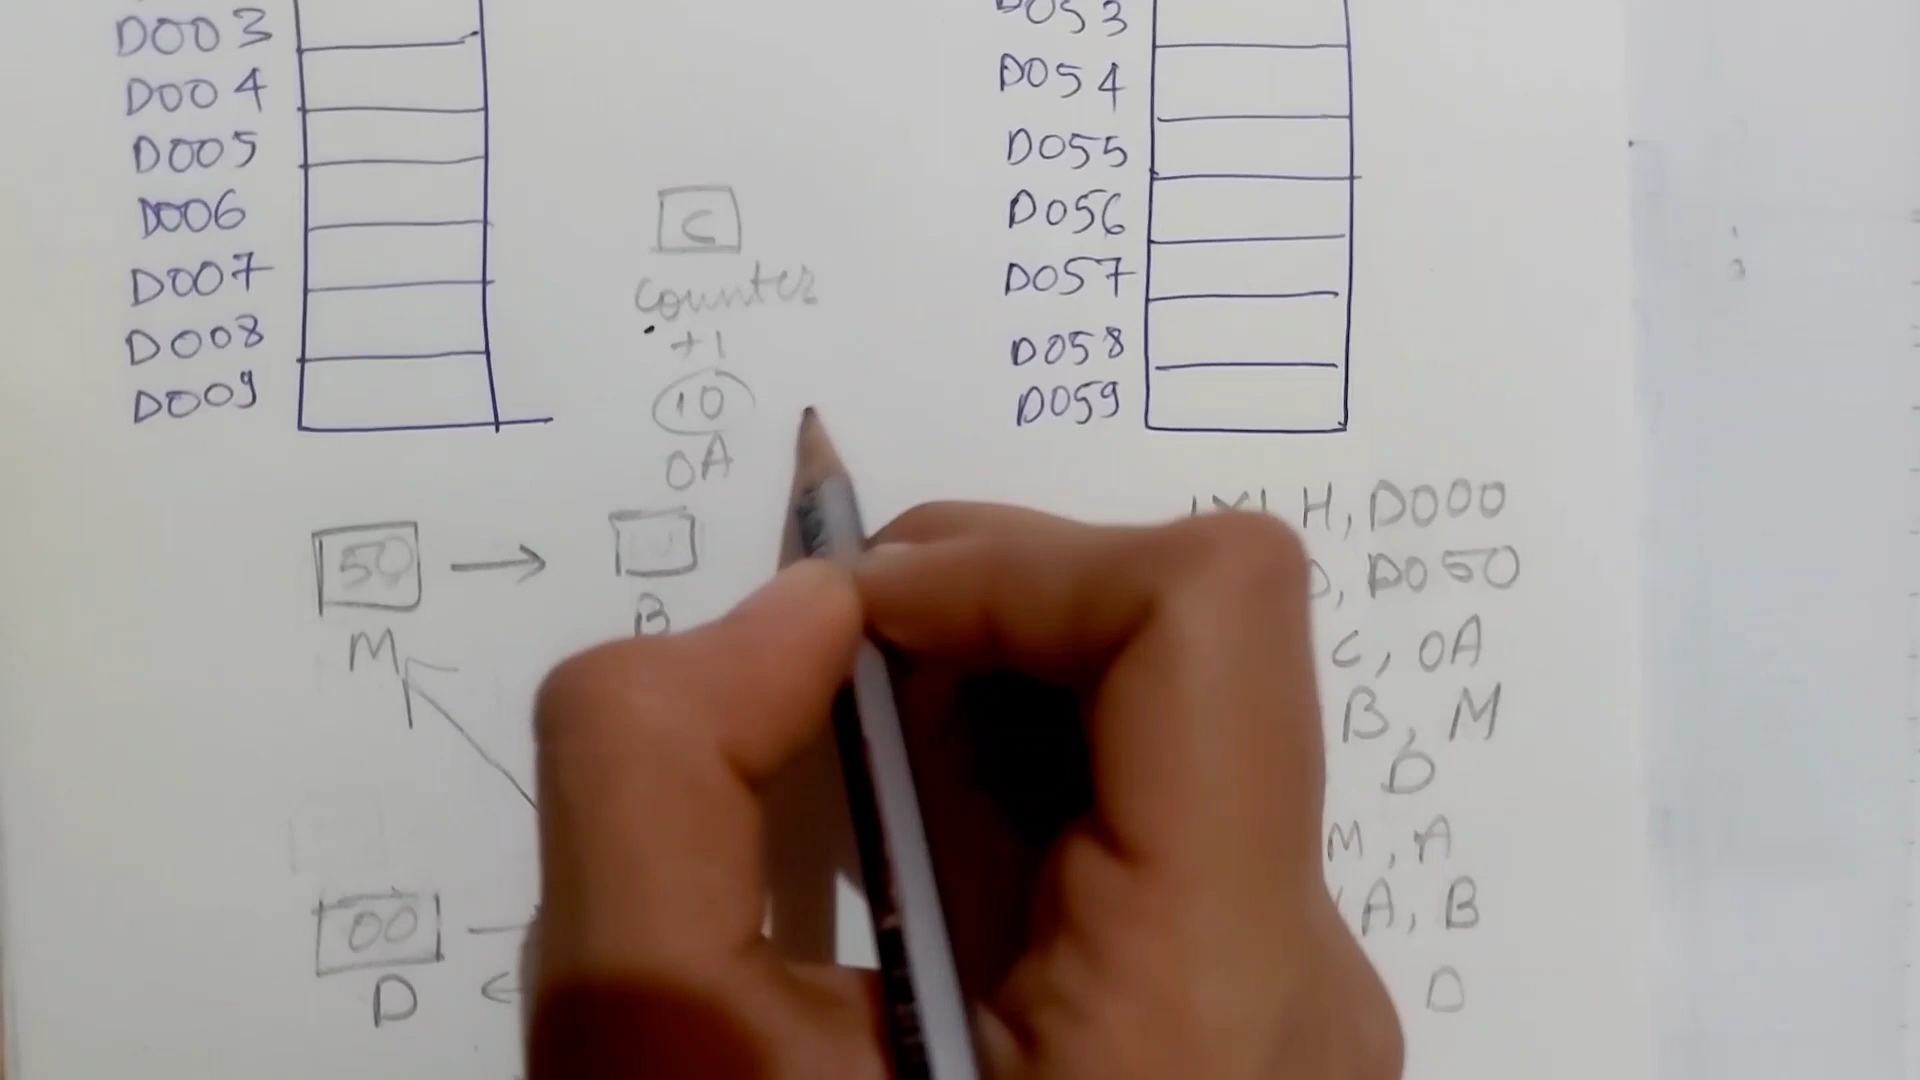 D003
D004
D005
D006
D007
D008
D009
D053
D054
D055
D056
D057
D058
D059
C
counter
+1
10
0A
50
M
B
00
D
H, D000
D, D050
C, 0A
B, M
D
M, A
A, B
D